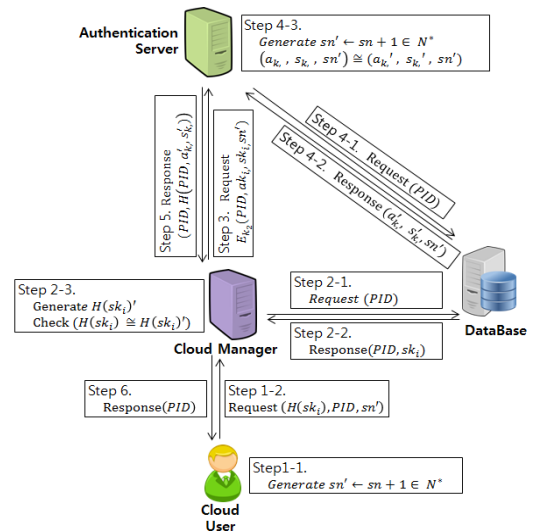 Authentication
Server
Step 4-3.
Generate sn′ ← sn + 1 ∈ N*
(a_k, , s_k, , sn′) ≅ (a_k,′ , s_k,′ , sn′)
Step 5. Response
(PID, H(PID, a′_k, s′_k,))
Step 3. Request
E_k₂(PID, ak_i, sk_i, sn′)
Step 4-1. Request (PID)
Step 4-2. Response (a′_k, s′_k, sn′)
Step 2-3.
Generate H(sk_i)′
Check (H(sk_i) ≅ H(sk_i)′)
Cloud Manager
Step 2-1.
Request (PID)
Step 2-2.
Response(PID, sk_i)
DataBase
Step 6.
Response(PID)
Step 1-2.
Request (H(sk_i), PID, sn′)
Step1-1.
Generate sn′ ← sn + 1 ∈ N*
Cloud
User